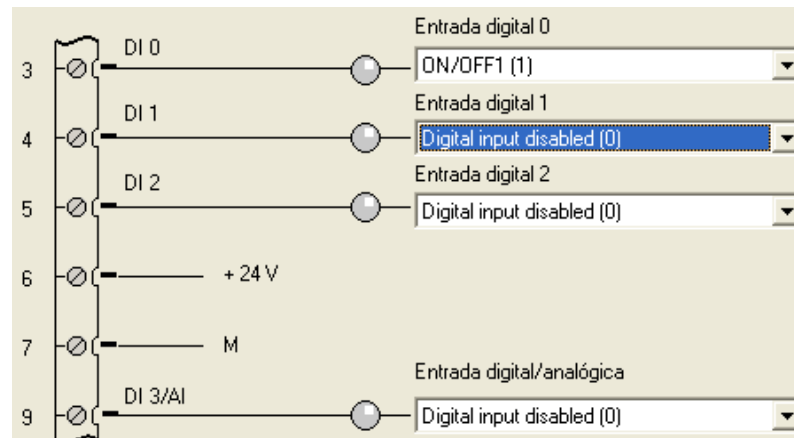 Entrada digital 0
DI 0
3
ON/OFF1 (1)
Entrada digital 1
DI 1
4
Digital input disabled (0)
Entrada digital 2
DI 2
5
Digital input disabled (0)
6
+ 24 V
7
M
Entrada digital/analógica
DI 3/AI
9
Digital input disabled (0)